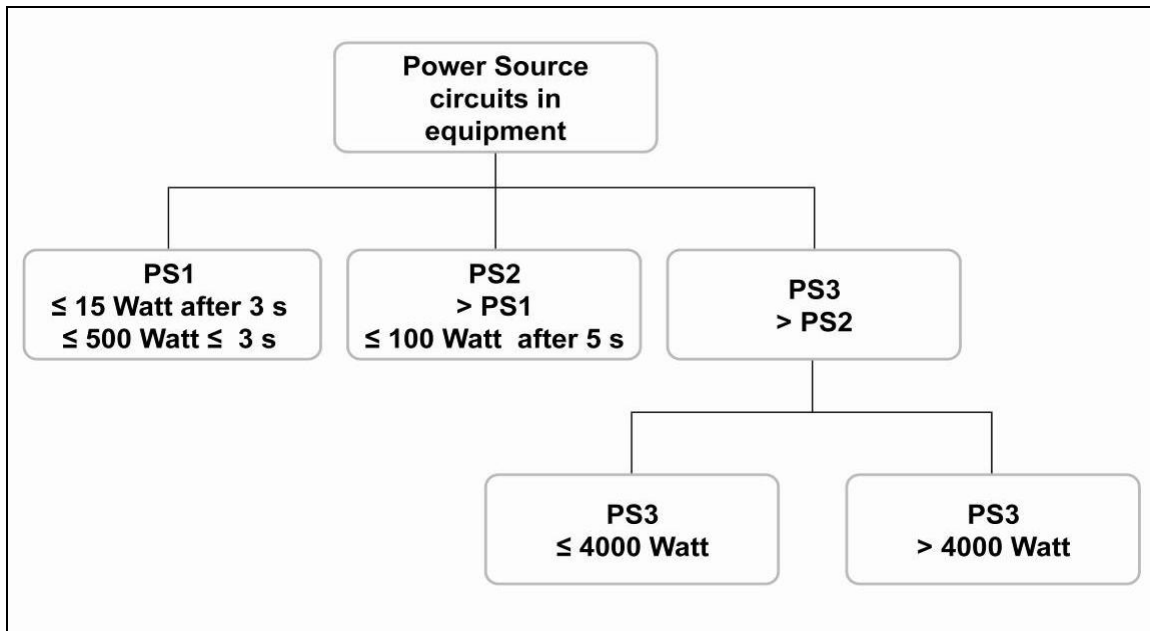 Power Source
circuits in
equipment
PS1
≤ 15 Watt after 3 s
≤ 500 Watt ≤ 3 s
PS2
> PS1
≤ 100 Watt after 5 s
PS3
> PS2
PS3
≤ 4000 Watt
PS3
> 4000 Watt